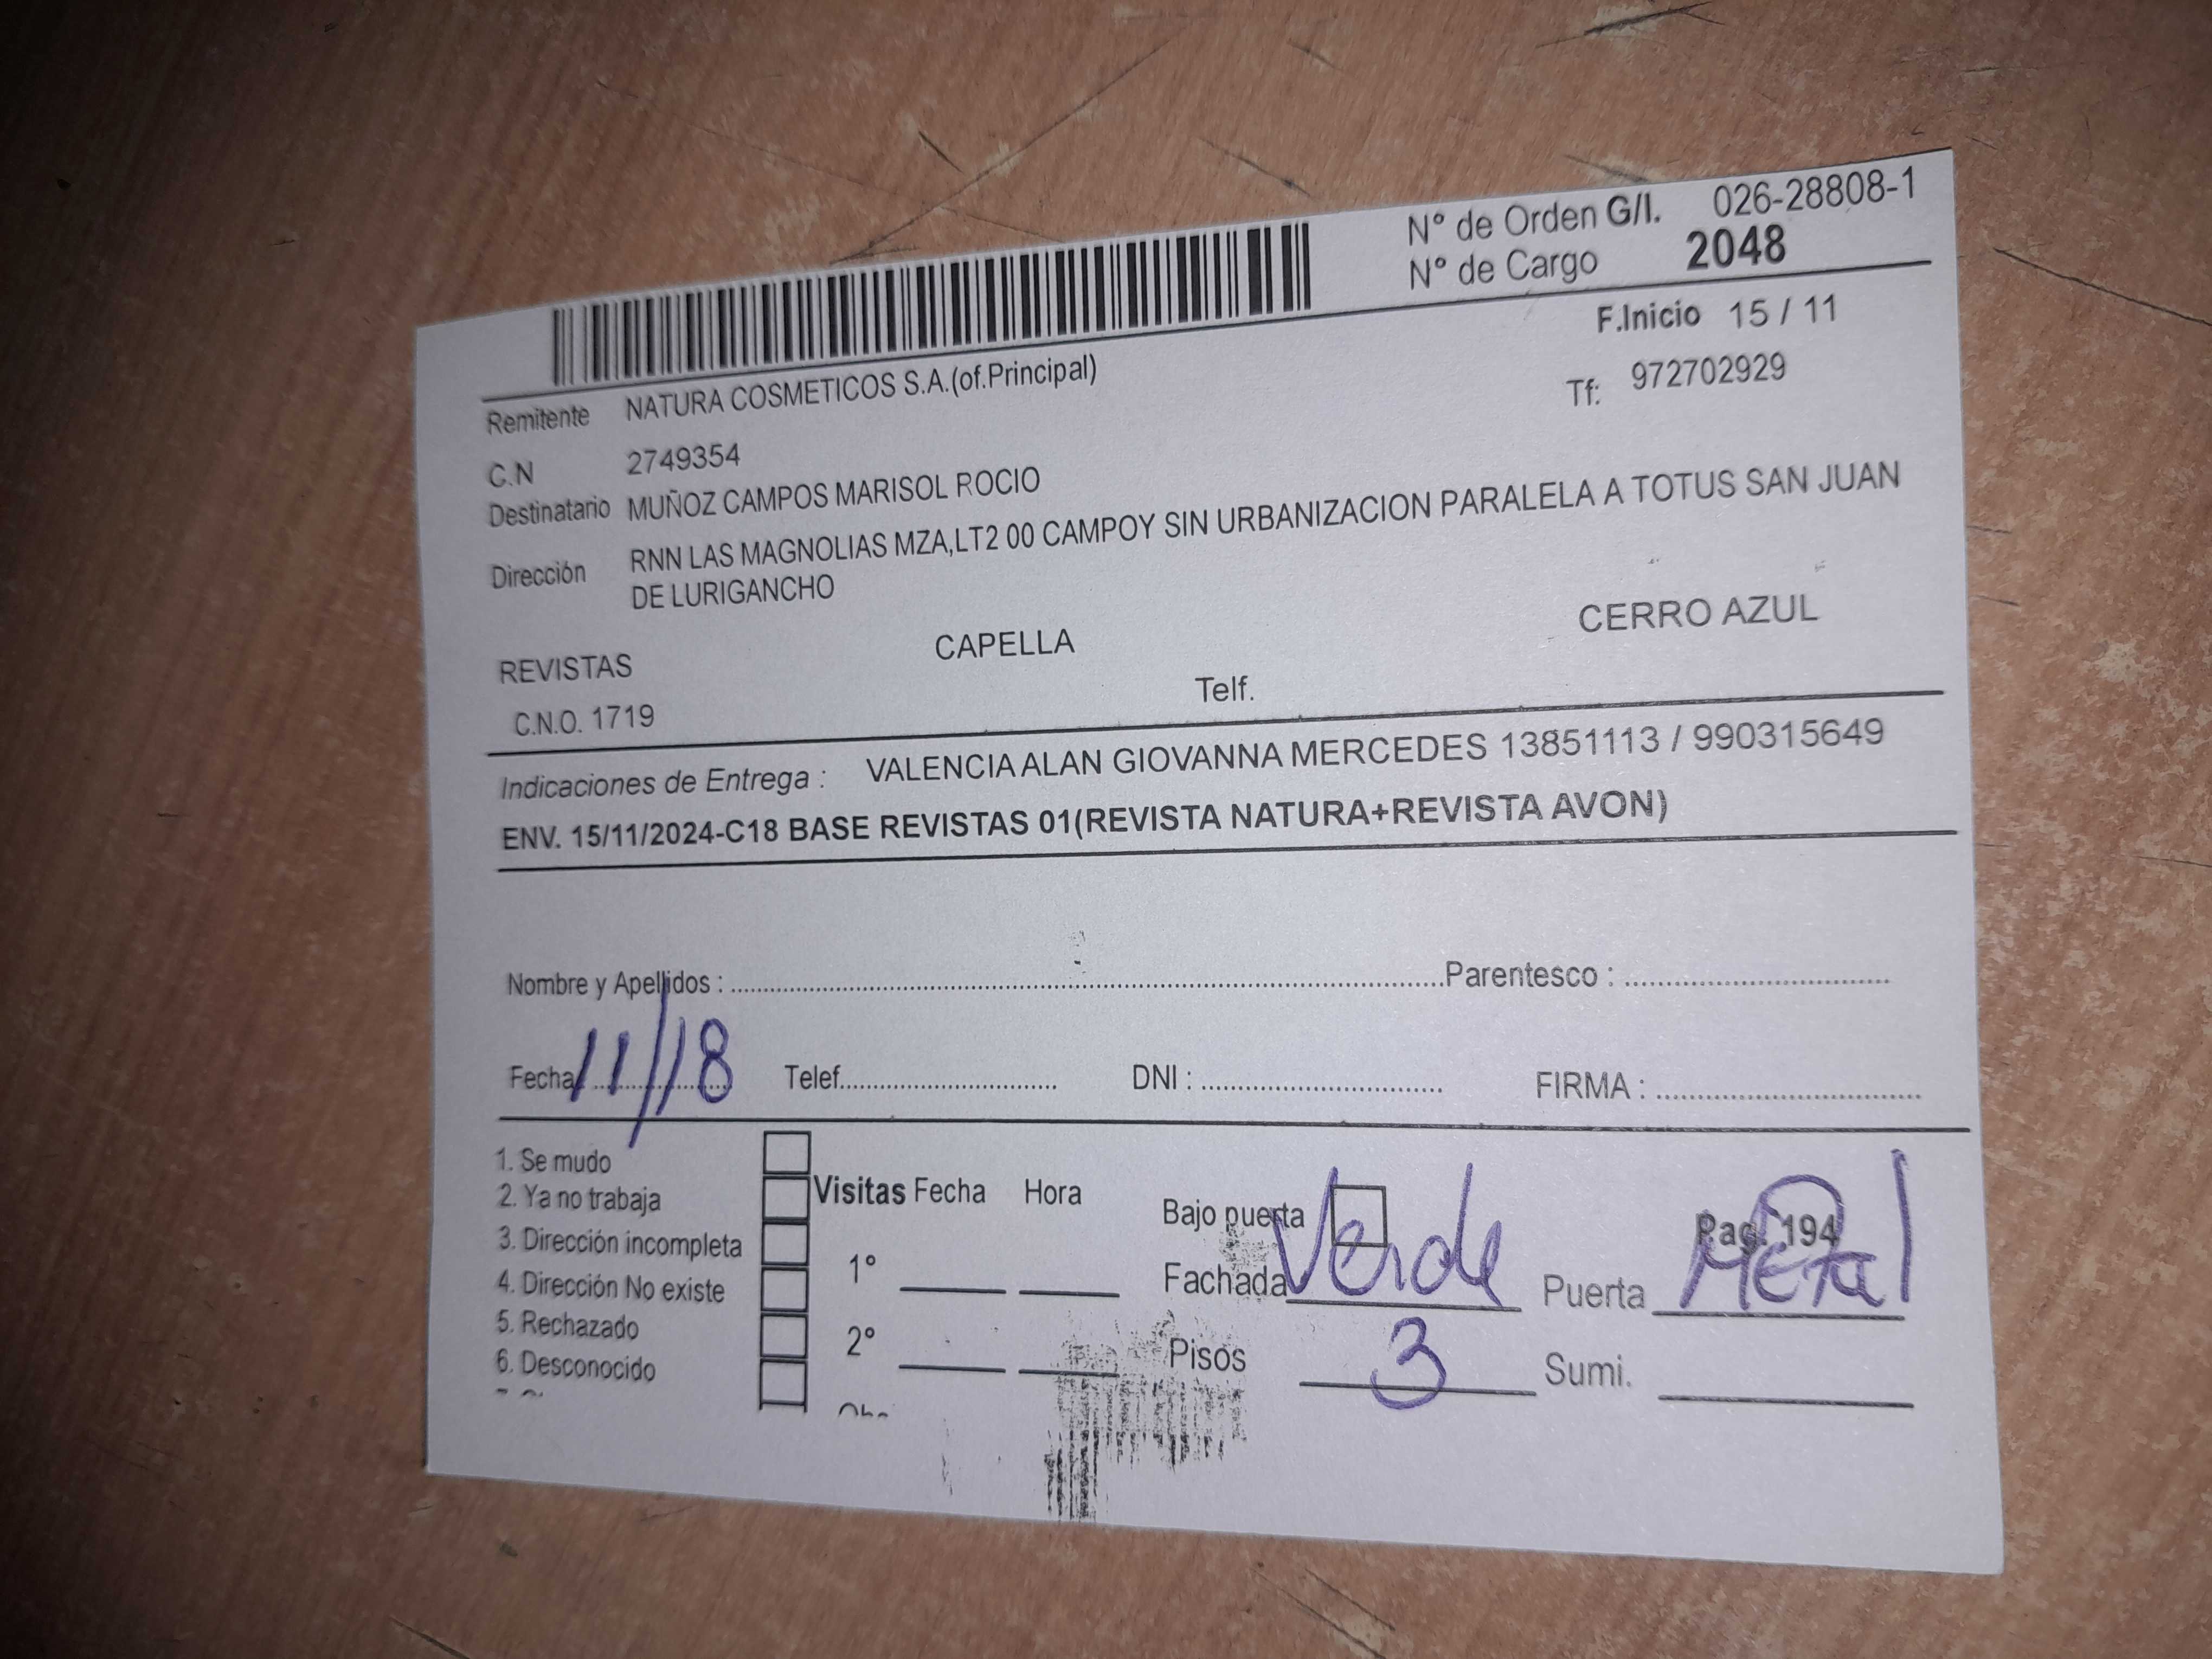 N° de Orden G/I. 026-28808-1
N° de Cargo 2048
F.Inicio 15 / 11
Remitente NATURA COSMETICOS S.A.(of.Principal)
Tf: 972702929
C.N 2749354
Destinatario MUÑOZ CAMPOS MARISOL ROCIO
Dirección RNN LAS MAGNOLIAS MZA,LT2 00 CAMPOY SIN URBANIZACION PARALELA A TOTUS SAN JUAN
DE LURIGANCHO
REVISTAS CAPELLA CERRO AZUL
C.N.O. 1719 Telf.
Indicaciones de Entrega : VALENCIA ALAN GIOVANNA MERCEDES 13851113 / 990315649
ENV. 15/11/2024-C18 BASE REVISTAS 01(REVISTA NATURA+REVISTA AVON)
Nombre y Apellidos : Parentesco :
Fecha 11/18 Telef. DNI : FIRMA :
1. Se mudo
2. Ya no trabaja
3. Dirección incompleta
4. Dirección No existe
5. Rechazado
6. Desconocido
Visitas Fecha Hora
1°
2°
Bajo puerta
Pag. 194
Fachada Verde Puerta Metal
Pisos 3 Sumi.